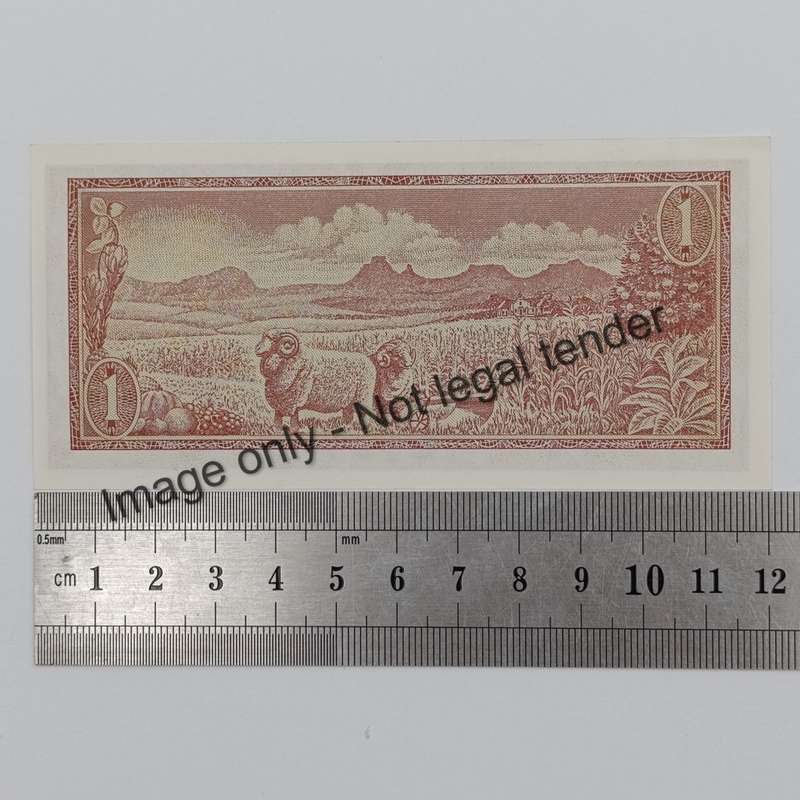 1
1
Image only - Not legal tender
0.5mm mm
cm 1 2 3 4 5 6 7 8 9 10 11 12